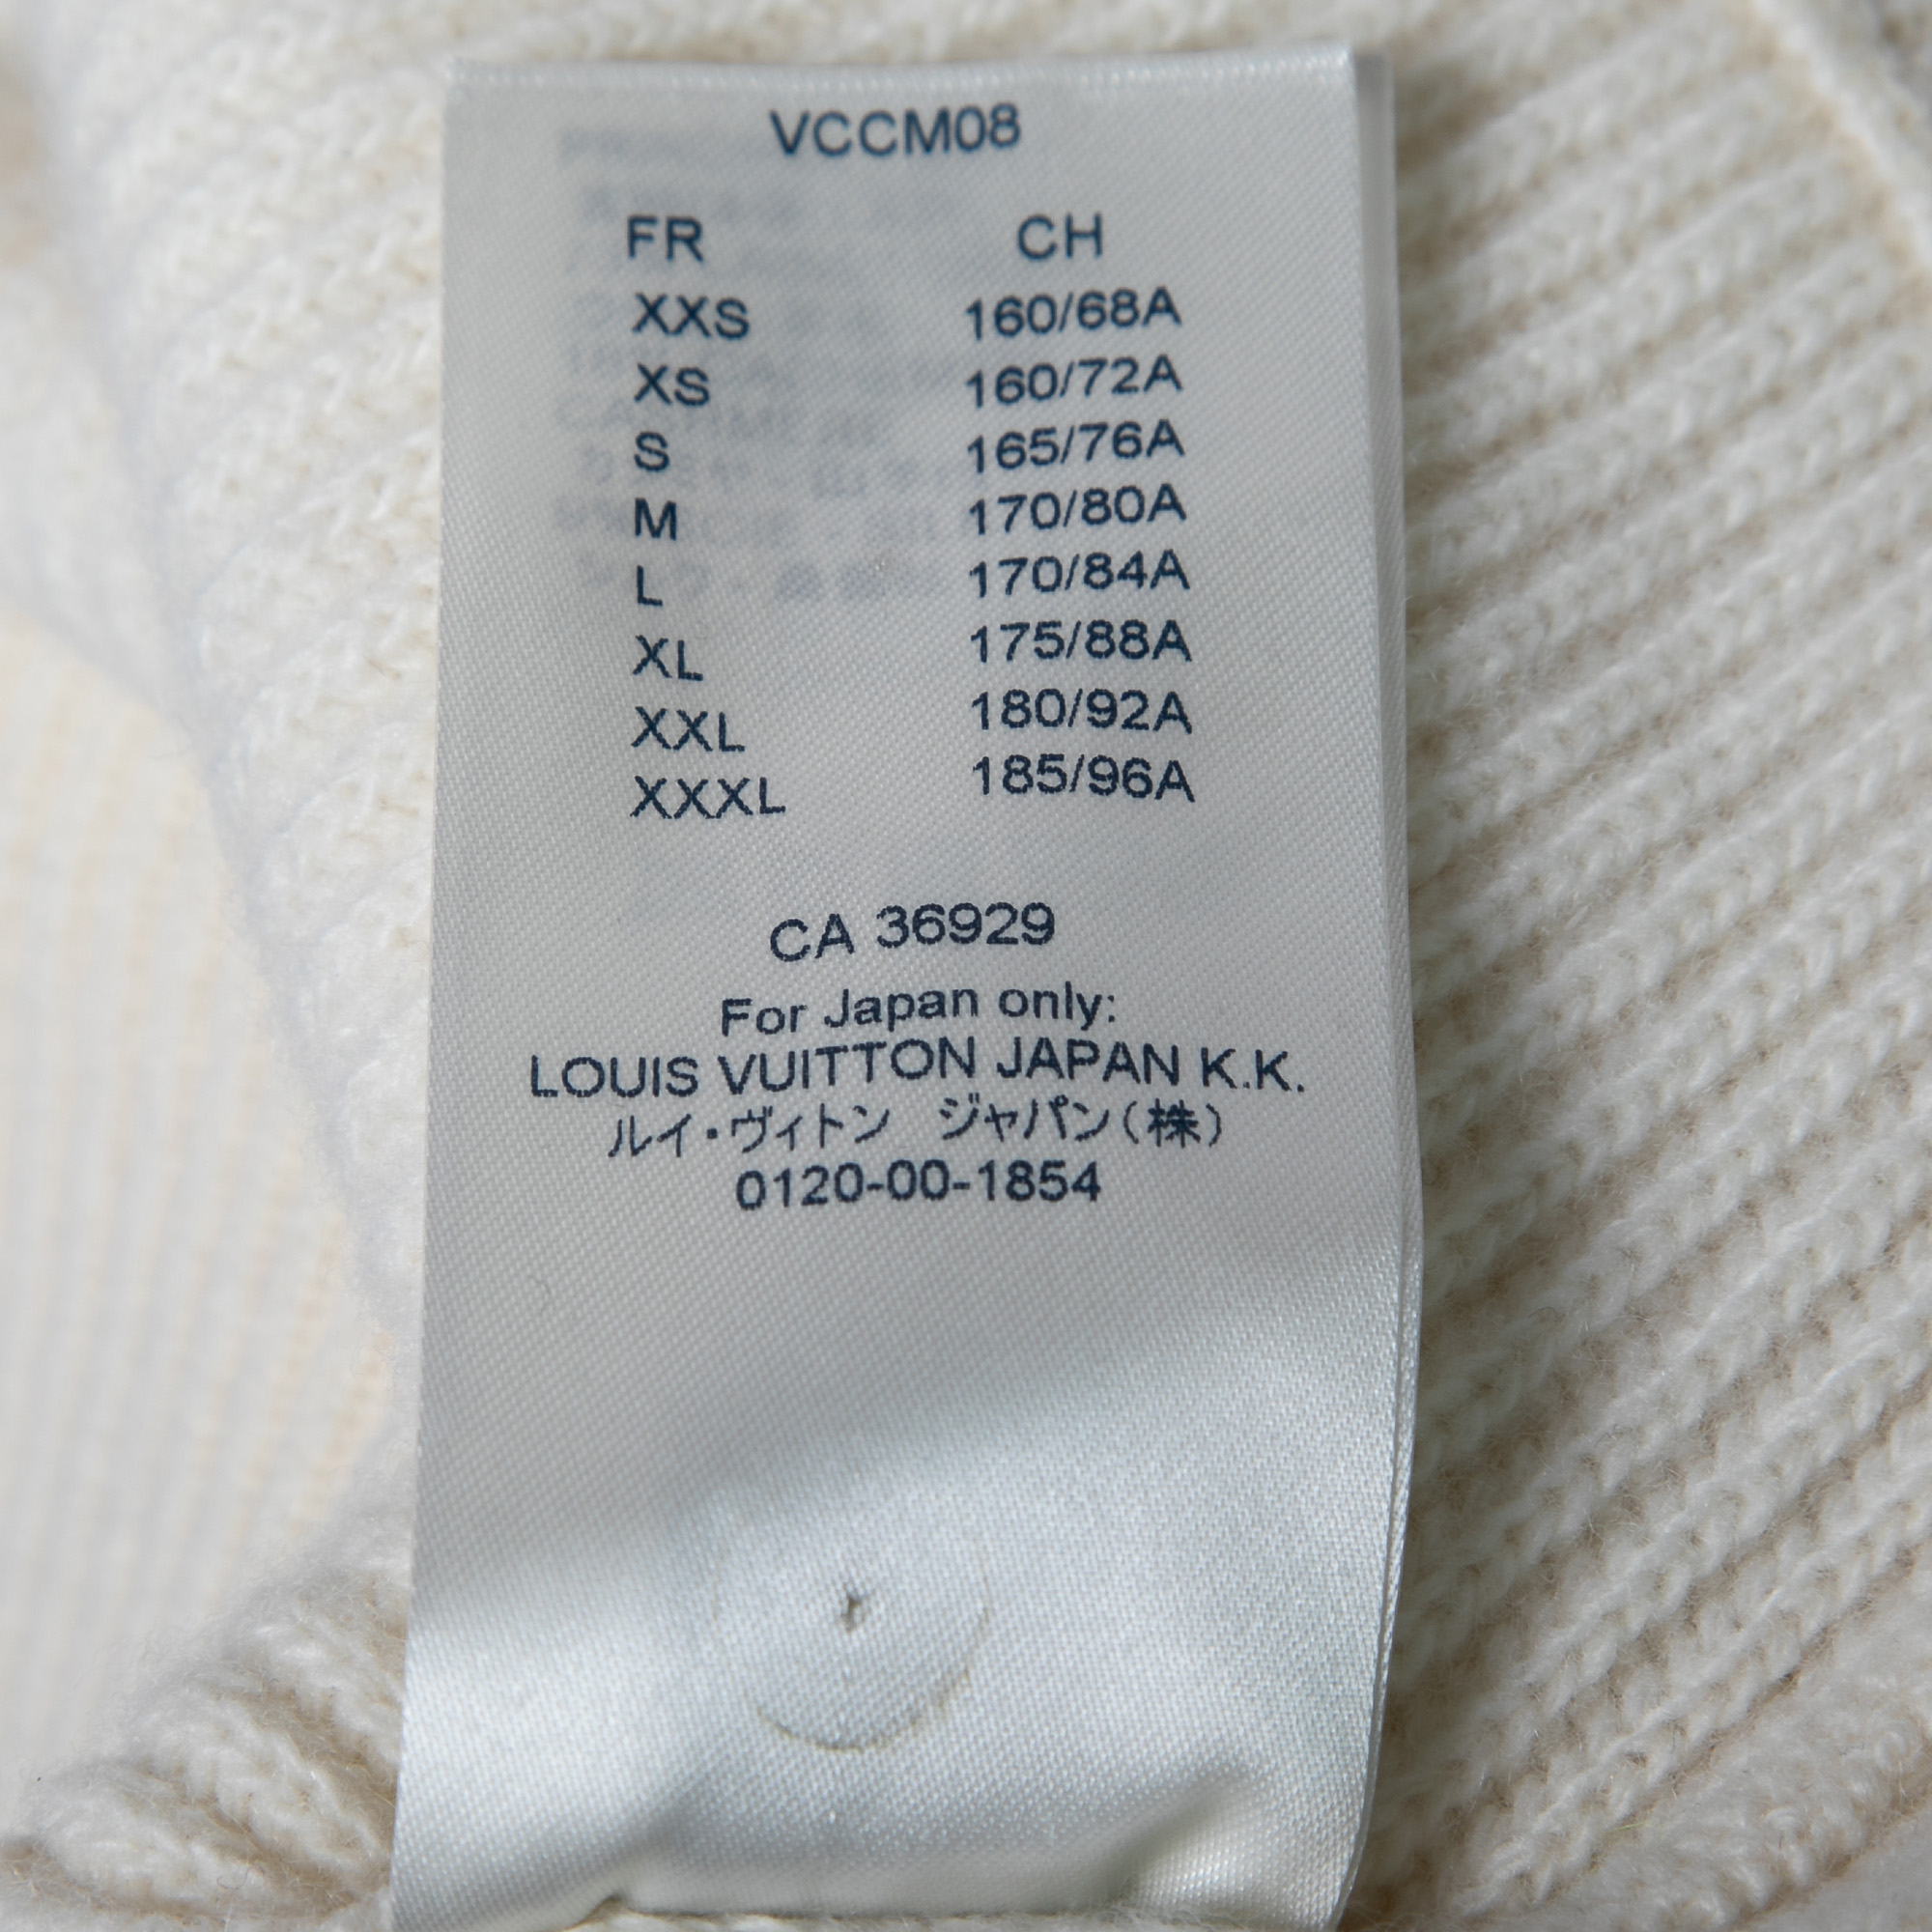 VCCM08
FR CH
XXS 160/68A
XS 160/72A
S 165/76A
M 170/80A
L 170/84A
XL 175/88A
XXL 180/92A
XXXL 185/96A
CA 36929
For Japan only:
LOUIS VUITTON JAPAN K.K.
ルイ・ヴィトン　ジャパン(株)
0120-00-1854